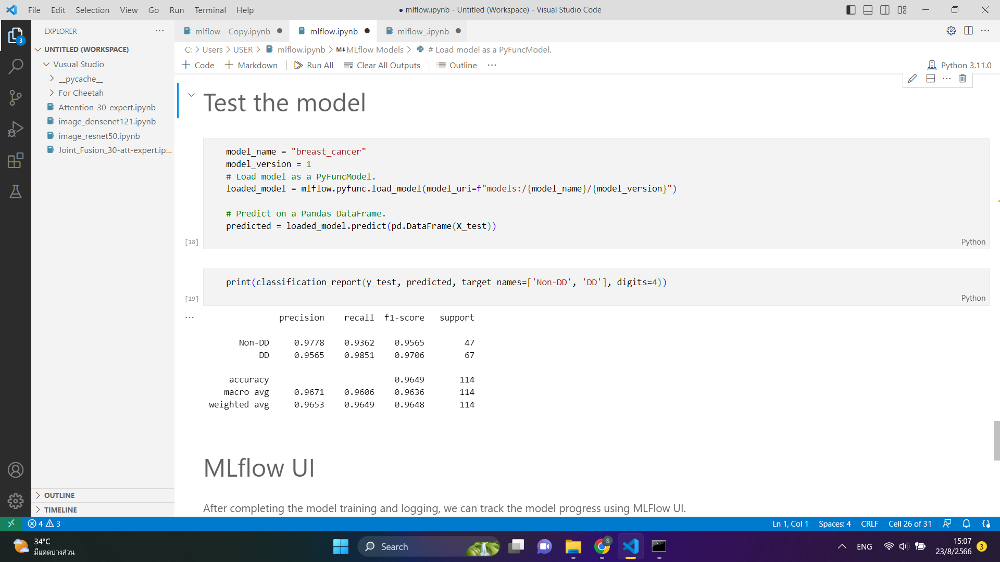 File Edit Selection View Go Run Terminal Help
● mlflow.ipynb - Untitled (Workspace) - Visual Studio Code
EXPLORER
3
UNTITLED (WORKSPACE)
Vusual Studio
__pycache__
For Cheetah
Attention-30-expert.ipynb
image_densenet121.ipynb
image_resnet50.ipynb
Joint_Fusion_30-att-expert.ip...
OUTLINE
TIMELINE
mlflow - Copy.ipynb mlflow.ipynb mlflow_.ipynb
C: > Users > USER > mlflow.ipynb > M↓MLflow Models > # Load model as a PyFuncModel.
+ Code + Markdown Run All Clear All Outputs Outline ...
Python 3.11.0
Test the model
model_name = "breast_cancer"
model_version = 1
# Load model as a PyFuncModel.
loaded_model = mlflow.pyfunc.load_model(model_uri=f"models:/{model_name}/{model_version}")
# Predict on a Pandas DataFrame.
predicted = loaded_model.predict(pd.DataFrame(X_test))
[18] Python
print(classification_report(y_test, predicted, target_names=['Non-DD', 'DD'], digits=4))
[19] Python
... precision recall f1-score support
Non-DD 0.9778 0.9362 0.9565 47
DD 0.9565 0.9851 0.9706 67
accuracy 0.9649 114
macro avg 0.9671 0.9606 0.9636 114
weighted avg 0.9653 0.9649 0.9648 114
MLflow UI
After completing the model training and logging, we can track the model progress using MLFlow UI.
4 3 Ln 1, Col 1 Spaces: 4 CRLF Cell 26 of 31
34°C
มีแดดบางส่วน
Search
S
ENG
15:07
23/8/2566
3